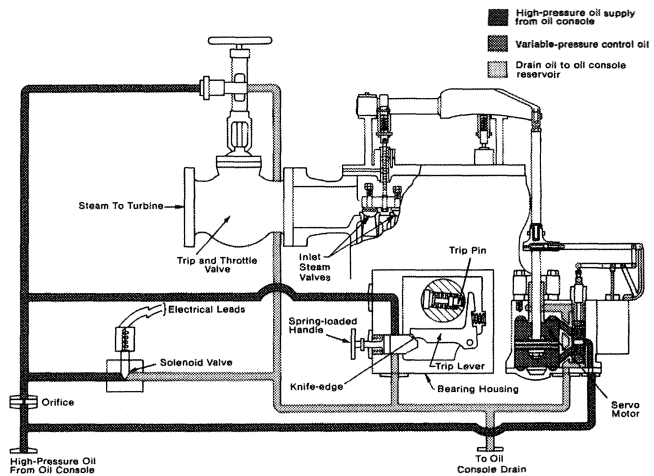 High-pressure oil supply
from oil console
Variable-pressure control oil
Drain oil to oil console
reservoir
Steam To Turbine
Trip and Throttle
Valve
Inlet
Steam
Valves
Trip Pin
Electrical Leads
Spring-loaded
Handle
Solenoid Valve
Trip Lever
Knife-edge
Bearing Housing
Orifice
Servo
Motor
High-Pressure Oil
From Oil Console
To Oil
Console Drain